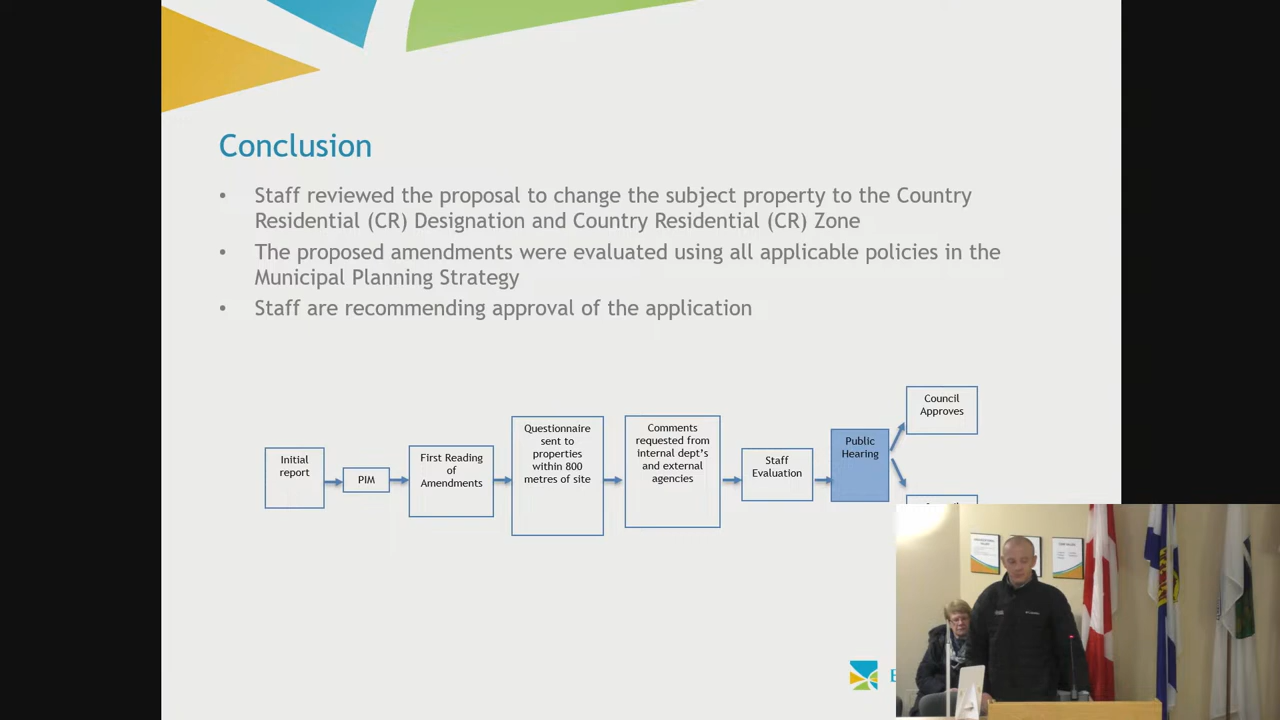 Conclusion
• Staff reviewed the proposal to change the subject property to the Country
Residential (CR) Designation and Country Residential (CR) Zone
• The proposed amendments were evaluated using all applicable policies in the
Municipal Planning Strategy
• Staff are recommending approval of the application
Initial
report
PIM
First Reading
of
Amendments
Questionnaire
sent to
properties
within 800
metres of site
Comments
requested from
internal dept's
and external
agencies
Staff
Evaluation
Public
Hearing
Council
Approves